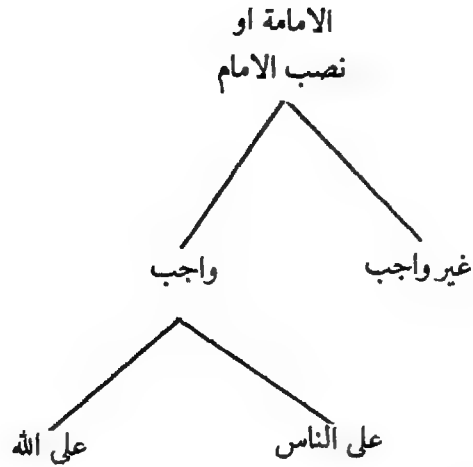 الامامة او
نصب الامام
غير واجب
واجب
على الناس
على الله